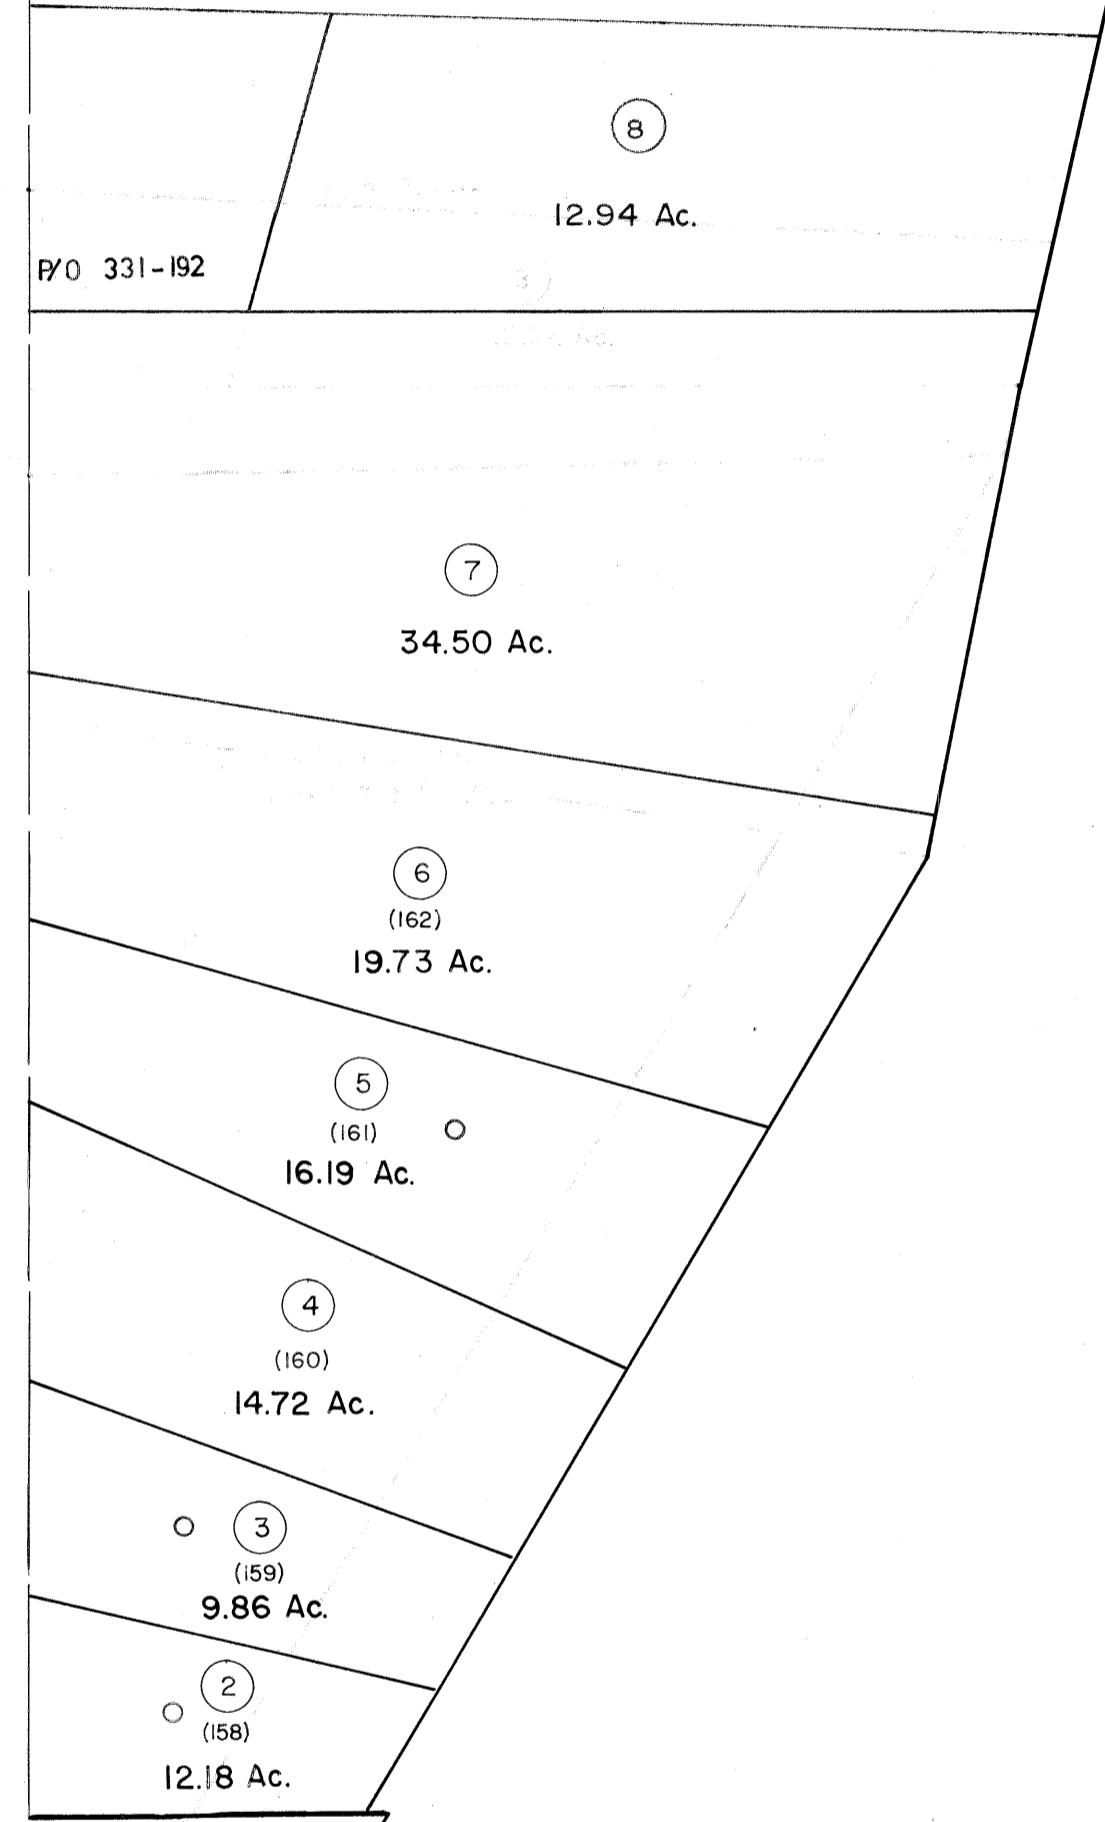 8
12.94 Ac.
P/O 331-192
7
34.50 Ac.
6
(162)
19.73 Ac.
5
(161)
16.19 Ac.
4
(160)
14.72 Ac.
3
(159)
9.86 Ac.
2
(158)
12.18 Ac.